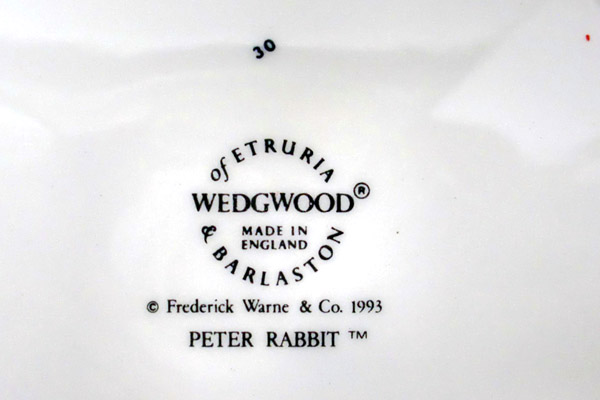 30
of ETRURIA
WEDGWOOD®
MADE IN
ENGLAND
& BARLASTON
© Frederick Warne & Co. 1993
PETER RABBIT ™